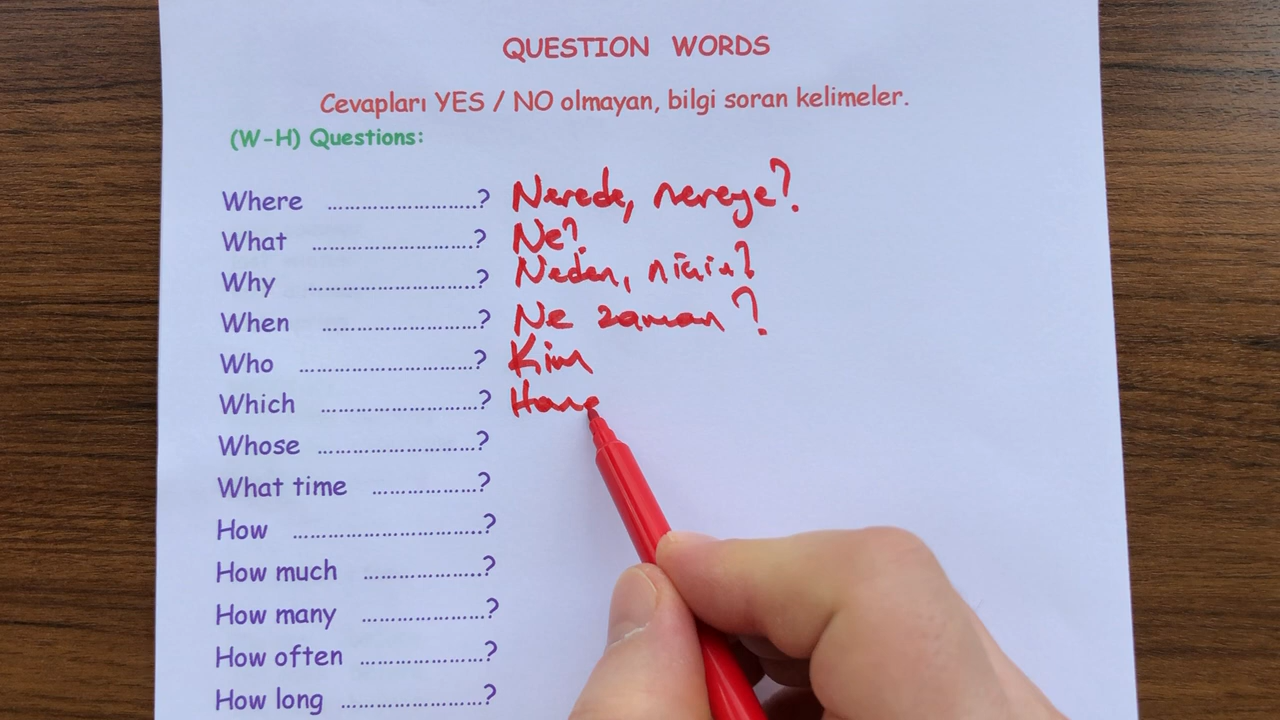 QUESTION WORDS
Cevapları YES / NO olmayan, bilgi soran kelimeler.
(W-H) Questions:
Where ..........................? Nerede, nereye?
What ...........................? Ne?
Why .............................? Neden, niçin?
When ..........................? Ne zaman?
Who .............................? Kim
Which ..........................? Hang
Whose ..........................?
What time ..................?
How ..............................?
How much ....................?
How many .....................?
How often .....................?
How long ........................?